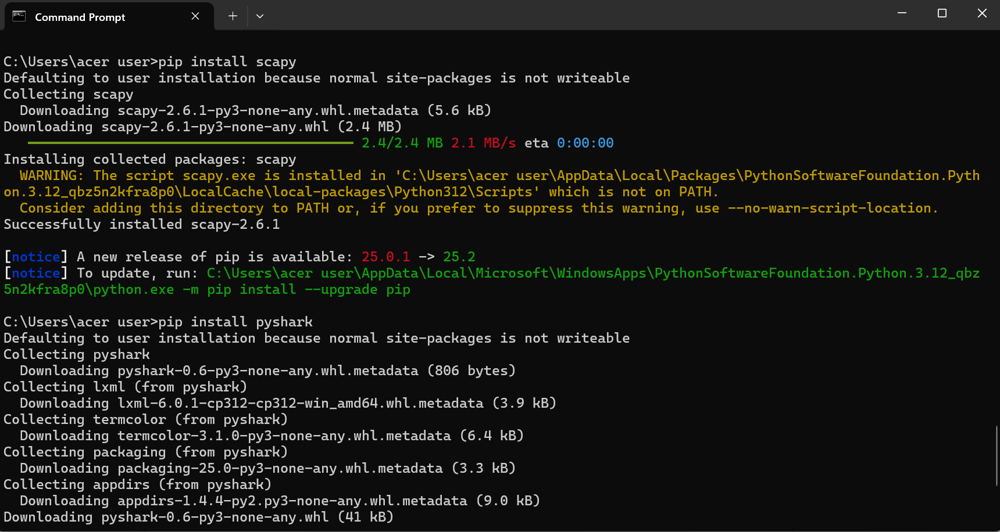 Command Prompt
C:\Users\acer user>pip install scapy
Defaulting to user installation because normal site-packages is not writeable
Collecting scapy
  Downloading scapy-2.6.1-py3-none-any.whl.metadata (5.6 kB)
Downloading scapy-2.6.1-py3-none-any.whl (2.4 MB)
2.4/2.4 MB 2.1 MB/s eta 0:00:00
Installing collected packages: scapy
  WARNING: The script scapy.exe is installed in 'C:\Users\acer user\AppData\Local\Packages\PythonSoftwareFoundation.Pyth
on.3.12_qbz5n2kfra8p0\LocalCache\local-packages\Python312\Scripts' which is not on PATH.
  Consider adding this directory to PATH or, if you prefer to suppress this warning, use --no-warn-script-location.
Successfully installed scapy-2.6.1
[notice] A new release of pip is available: 25.0.1 -> 25.2
[notice] To update, run: C:\Users\acer user\AppData\Local\Microsoft\WindowsApps\PythonSoftwareFoundation.Python.3.12_qbz
5n2kfra8p0\python.exe -m pip install --upgrade pip
C:\Users\acer user>pip install pyshark
Defaulting to user installation because normal site-packages is not writeable
Collecting pyshark
  Downloading pyshark-0.6-py3-none-any.whl.metadata (806 bytes)
Collecting lxml (from pyshark)
  Downloading lxml-6.0.1-cp312-cp312-win_amd64.whl.metadata (3.9 kB)
Collecting termcolor (from pyshark)
  Downloading termcolor-3.1.0-py3-none-any.whl.metadata (6.4 kB)
Collecting packaging (from pyshark)
  Downloading packaging-25.0-py3-none-any.whl.metadata (3.3 kB)
Collecting appdirs (from pyshark)
  Downloading appdirs-1.4.4-py2.py3-none-any.whl.metadata (9.0 kB)
Downloading pyshark-0.6-py3-none-any.whl (41 kB)